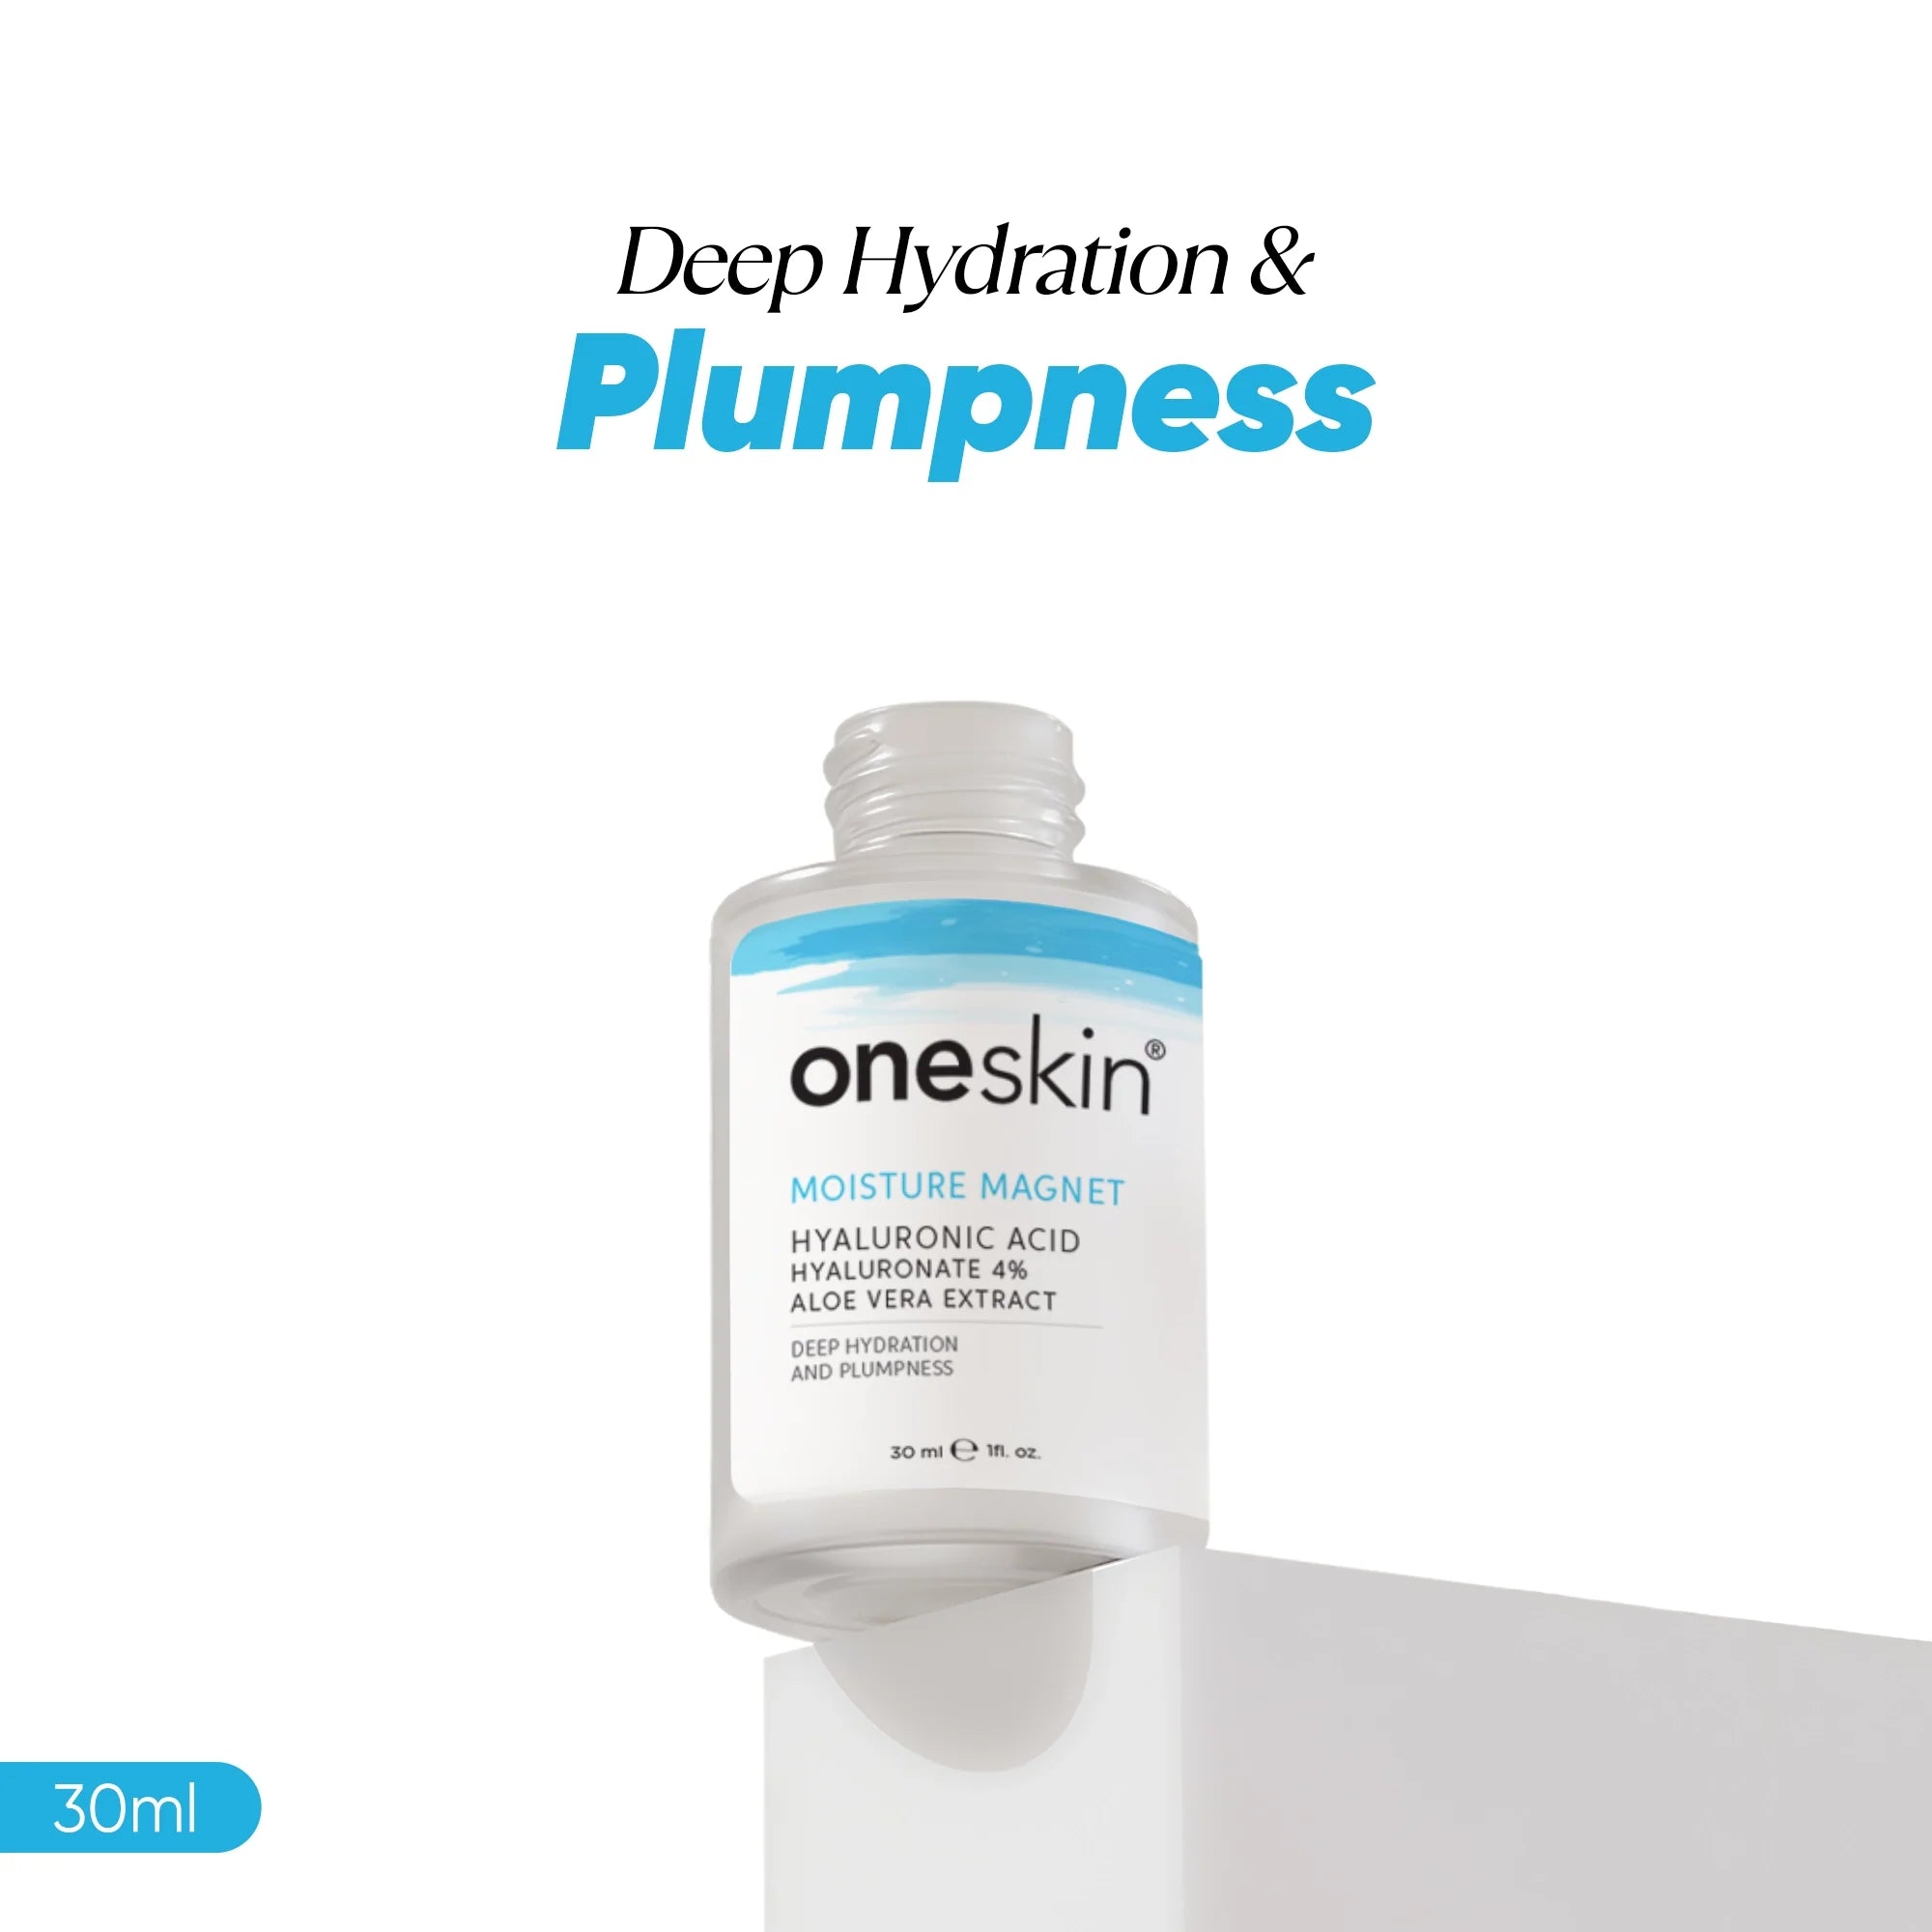 Deep Hydration &
Plumpness
oneskin®
MOISTURE MAGNET
HYALURONIC ACID
HYALURONATE 4%
ALOE VERA EXTRACT
DEEP HYDRATION
AND PLUMPNESS
30 ml ℮ 1fl. oz.
30ml